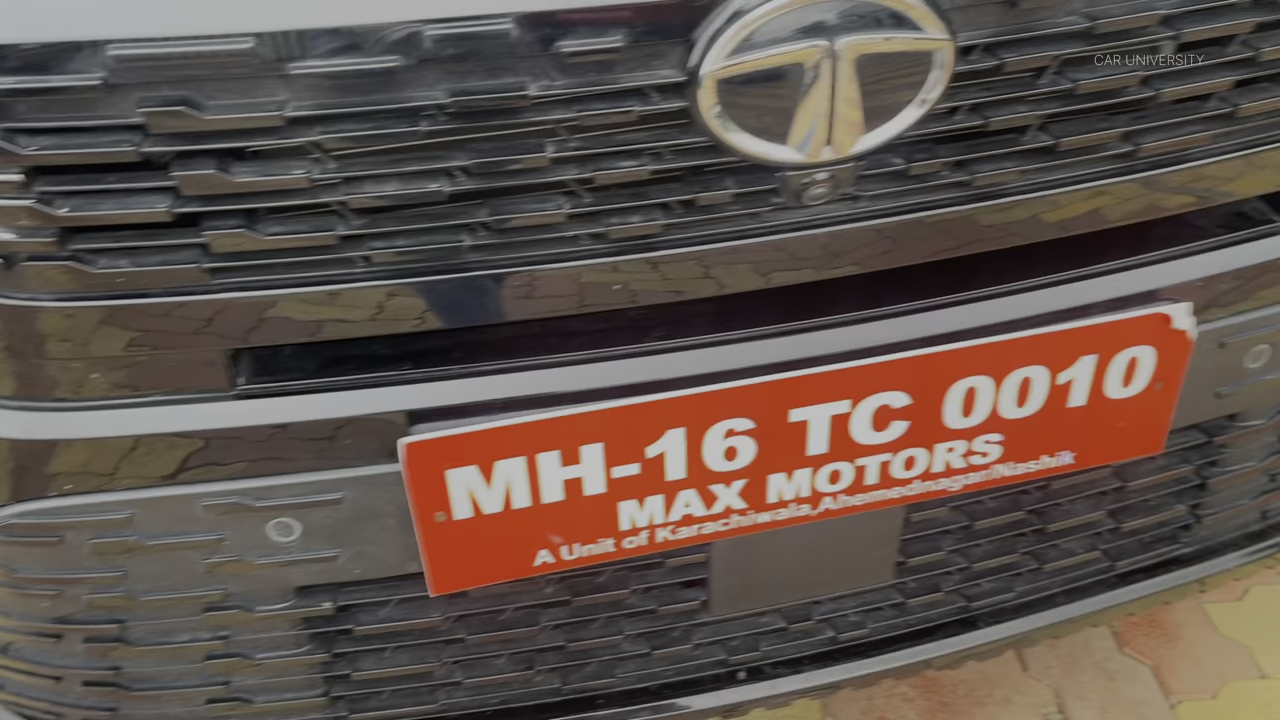 CAR UNIVERSITY
MH-16 TC 0010
MAX MOTORS
A Unit of Karachiwala,Ahemednagar/Nashik